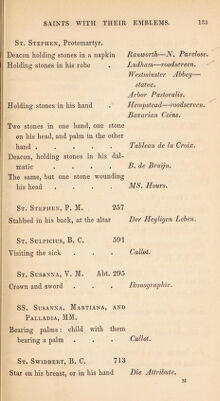 SAINTS WITH THEIR EMBLEMS. 133
ST. STEPHEN, Protomartyr.
Deacon holding stones in a napkin Ranworth—N. Parclose.
Holding stones in his robe . Ludham—roodscreen.
Westminster Abbey—
statue.
Arbor Pastoralis.
Holding stones in his hand . Hempstead—roodscreen.
Bavarian Coins.
Two stones in one hand, one stone
on his head, and palm in the other
hand . . . . . Tableau de la Croix.
Deacon, holding stones in his dal-
matic . . . . B. de Bruijn.
The same, but one stone wounding
his head . . . . MS. Hours.
ST. STEPHEN, P. M. 257
Stabbed in his back, at the altar Der Heyligen Leben.
ST. SULPICIUS, B. C. 591
Visiting the sick . . . Callot.
ST. SUSANNA, V. M. Abt. 295
Crown and sword . . . Ikonographie.
SS. SUSANNA, MARTIANA, AND
PALLADIA, MM.
Bearing palms: child with them
bearing a palm . . . Callot.
ST. SWIDBERT, B. C. 713
Star on his breast, or in his hand Die Attribute.
M